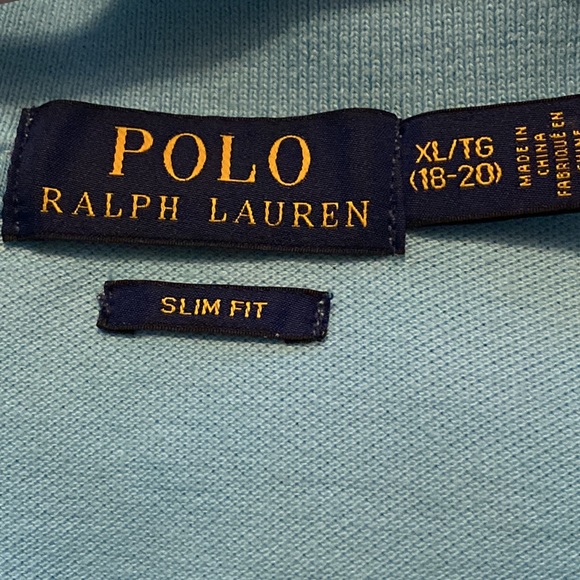 POLO
RALPH LAUREN
XL/TG
(18-20)
MADE IN
CHINA
FABRIQUÉ EN
SLIM FIT